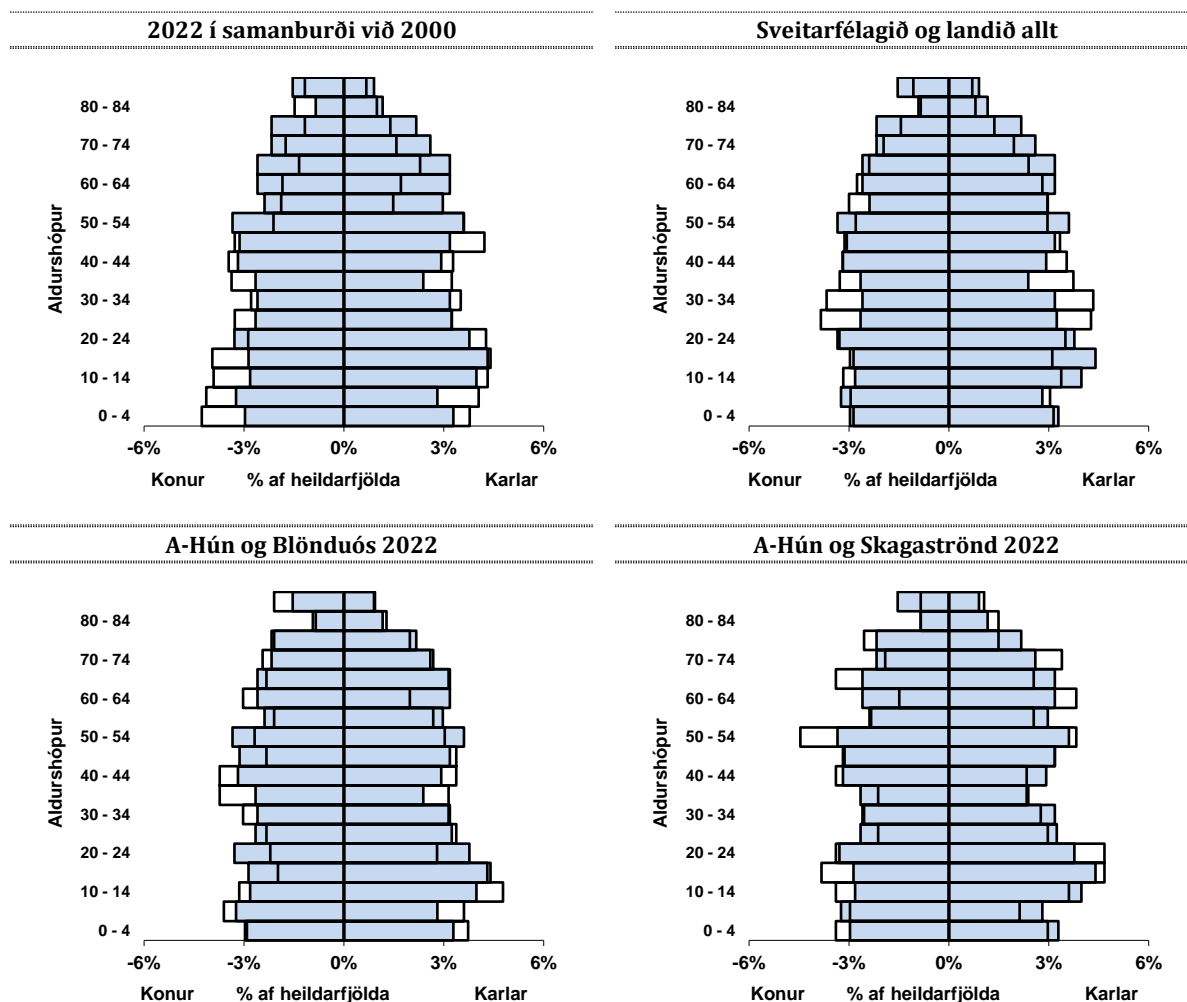 2022 í samanburði við 2000
80 - 84
70 - 74
60 - 64
50 - 54
40 - 44
30 - 34
20 - 24
10 - 14
0 - 4
Aldurshópur
-6% -3% 0% 3% 6%
Konur % af heildarfjölda Karlar
Sveitarfélagið og landið allt
80 - 84
70 - 74
60 - 64
50 - 54
40 - 44
30 - 34
20 - 24
10 - 14
0 - 4
Aldurshópur
-6% -3% 0% 3% 6%
Konur % af heildarfjölda Karlar
A-Hún og Blönduós 2022
80 - 84
70 - 74
60 - 64
50 - 54
40 - 44
30 - 34
20 - 24
10 - 14
0 - 4
Aldurshópur
-6% -3% 0% 3% 6%
Konur % af heildarfjölda Karlar
A-Hún og Skagaströnd 2022
80 - 84
70 - 74
60 - 64
50 - 54
40 - 44
30 - 34
20 - 24
10 - 14
0 - 4
Aldurshópur
-6% -3% 0% 3% 6%
Konur % af heildarfjölda Karlar